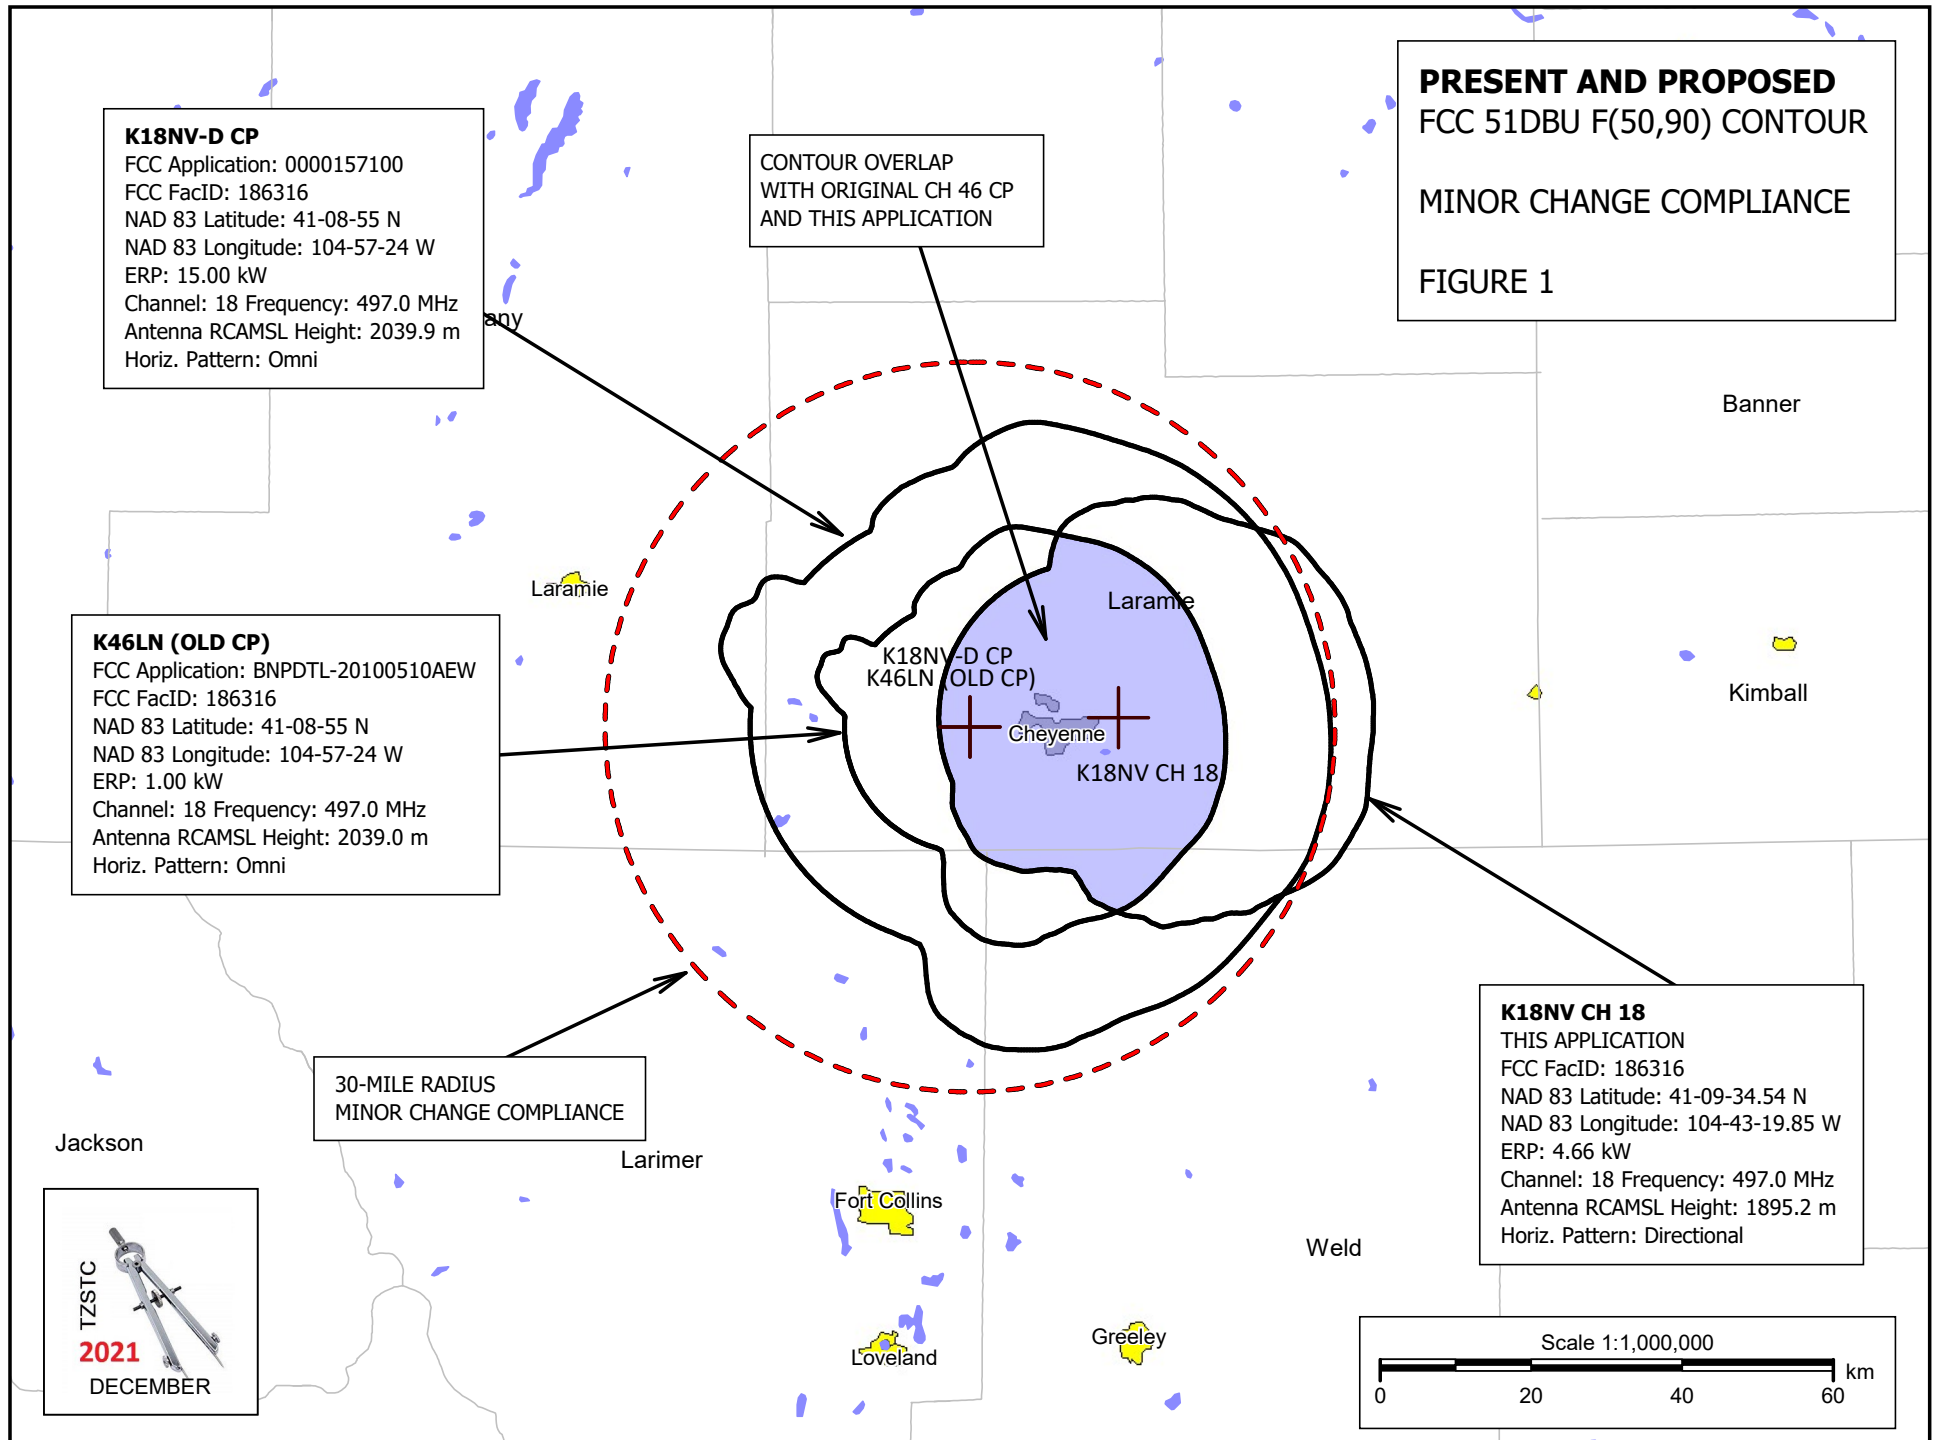 PRESENT AND PROPOSED
FCC 51DBU F(50,90) CONTOUR
MINOR CHANGE COMPLIANCE
FIGURE 1
K18NV-D CP
FCC Application: 0000157100
FCC FacID: 186316
NAD 83 Latitude: 41-08-55 N
NAD 83 Longitude: 104-57-24 W
ERP: 15.00 kW
Channel: 18 Frequency: 497.0 MHz
Antenna RCAMSL Height: 2039.9 m
Horiz. Pattern: Omni
any
CONTOUR OVERLAP
WITH ORIGINAL CH 46 CP
AND THIS APPLICATION
Banner
Laramie
Laramie
K46LN (OLD CP)
FCC Application: BNPDTL-20100510AEW
FCC FacID: 186316
NAD 83 Latitude: 41-08-55 N
NAD 83 Longitude: 104-57-24 W
ERP: 1.00 kW
Channel: 18 Frequency: 497.0 MHz
Antenna RCAMSL Height: 2039.0 m
Horiz. Pattern: Omni
K18NV-D CP
K46LN (OLD CP)
Cheyenne
K18NV CH 18
Kimball
30-MILE RADIUS
MINOR CHANGE COMPLIANCE
K18NV CH 18
THIS APPLICATION
FCC FacID: 186316
NAD 83 Latitude: 41-09-34.54 N
NAD 83 Longitude: 104-43-19.85 W
ERP: 4.66 kW
Channel: 18 Frequency: 497.0 MHz
Antenna RCAMSL Height: 1895.2 m
Horiz. Pattern: Directional
Jackson
Larimer
Fort Collins
Weld
Loveland
Greeley
TZSTC
2021
DECEMBER
Scale 1:1,000,000
km
0 20 40 60